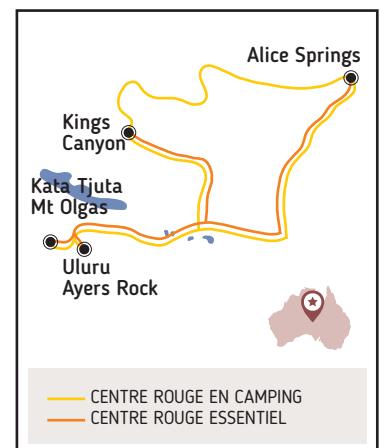 Alice Springs
Kings
Canyon
Kata Tjuta
Mt Olgas
Uluru
Ayers Rock
CENTRE ROUGE EN CAMPING
CENTRE ROUGE ESSENTIEL